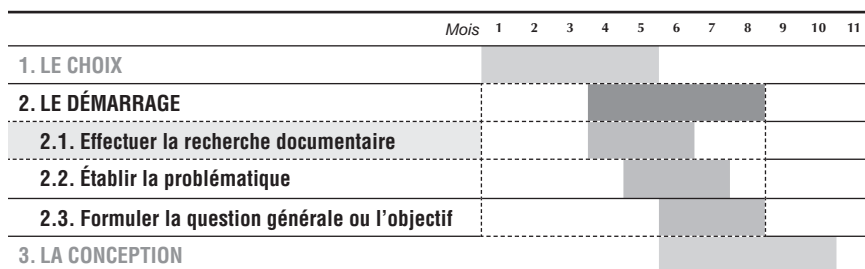 Mois 1 2 3 4 5 6 7 8 9 10 11
1. LE CHOIX
2. LE DÉMARRAGE
2.1. Effectuer la recherche documentaire
2.2. Établir la problématique
2.3. Formuler la question générale ou l’objectif
3. LA CONCEPTION